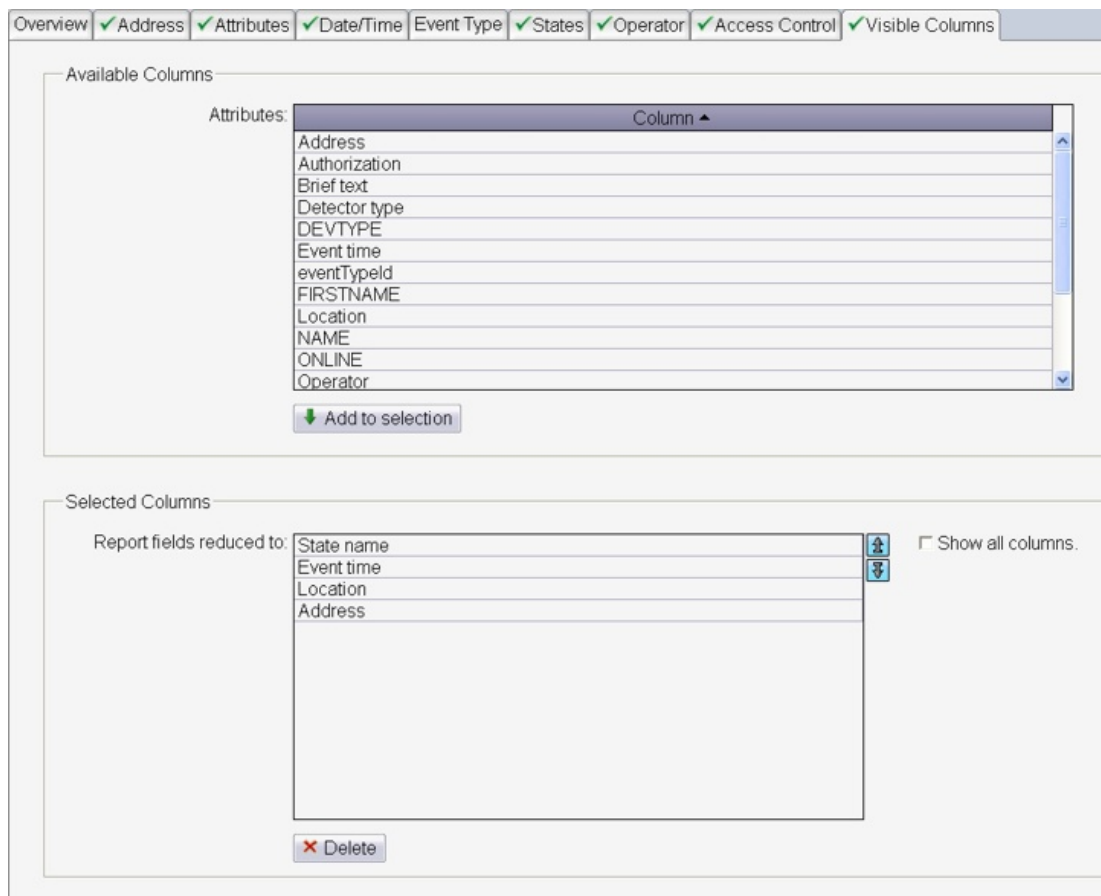 Overview Address Attributes Date/Time Event Type States Operator Access Control Visible Columns
Available Columns
Attributes: Column
Address
Authorization
Brief text
Detector type
DEVTYPE
Event time
eventTypeId
FIRSTNAME
Location
NAME
ONLINE
Operator
Add to selection
Selected Columns
Report fields reduced to: State name Show all columns.
Event time
Location
Address
Delete